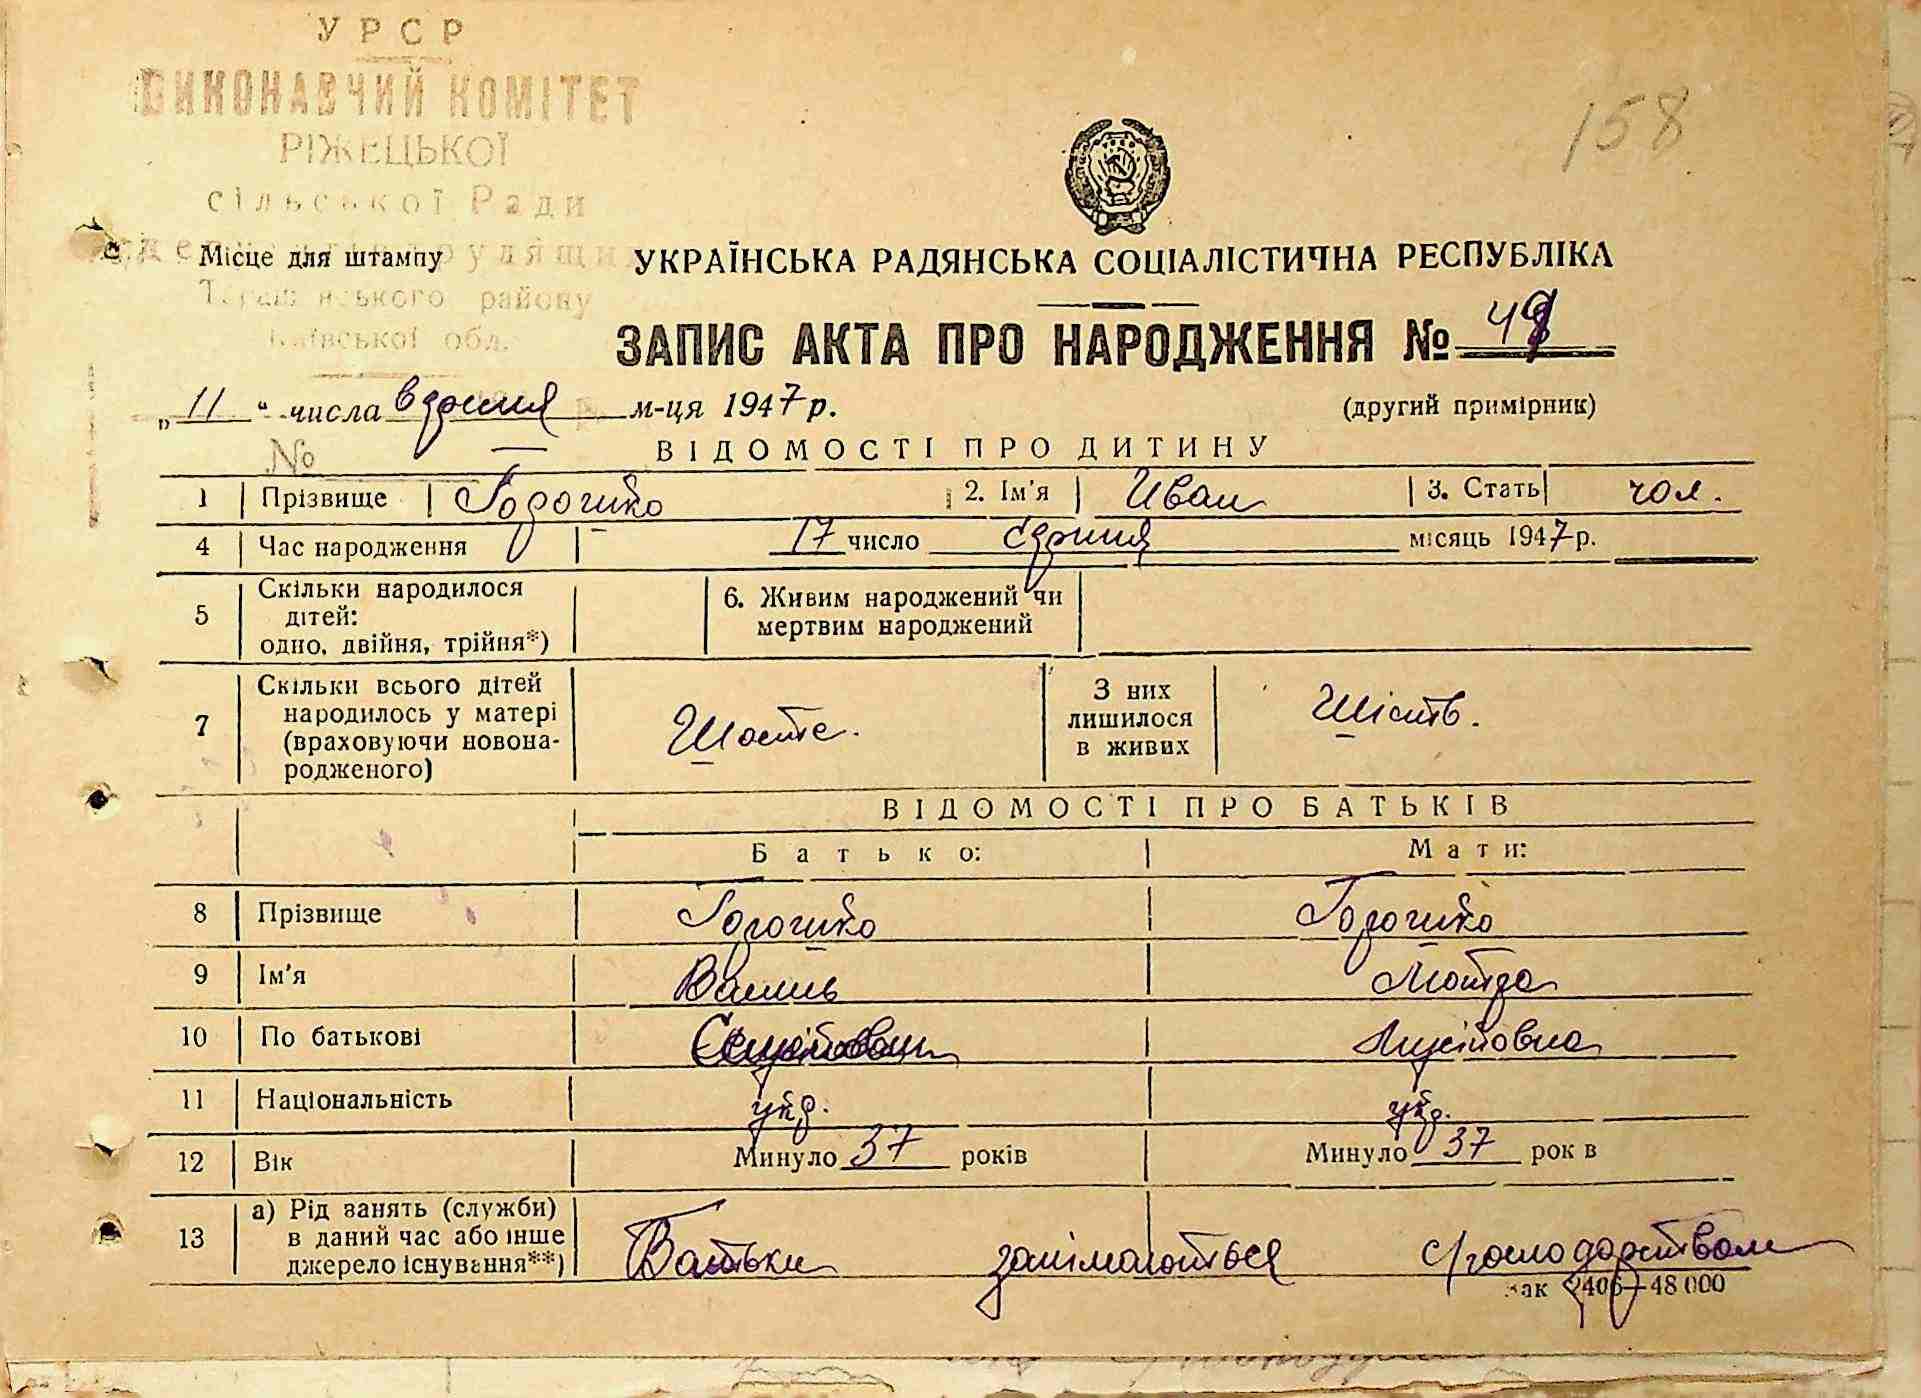 УРСР
ВИКОНАВЧИЙ КОМІТЕТ
РІЖЕЦЬКОЇ
сільської Ради
Місце для штампу
району
Київської обл.
№
158
УКРАЇНСЬКА РАДЯНСЬКА СОЦІАЛІСТИЧНА РЕСПУБЛІКА
ЗАПИС АКТА ПРО НАРОДЖЕННЯ №
„11“ числа м-ця 1947 р.
(другий примірник)
ВІДОМОСТІ ПРО ДИТИНУ
1 Прізвище 2. Ім'я Иван 3. Стать чол.
4 Час народження 17 число місяць 1947 р.
5 Скільки народилося дітей: одно, двійня, трійня*) 6. Живим народжений чи мертвим народжений
7 Скільки всього дітей народилось у матері (враховуючи новонародженого) Шосте. З них лишилося в живих Шість.
ВІДОМОСТІ ПРО БАТЬКІВ
Батько: Мати:
8 Прізвище
9 Ім'я Василь Мотра
10 По батькові
11 Національність укр. укр.
12 Вік Минуло 37 років Минуло 37 рок в
13 а) Рід занять (служби) в даний час або інше джерело існування**) Батьки занімаються с/господарством
зак 2406—48 000